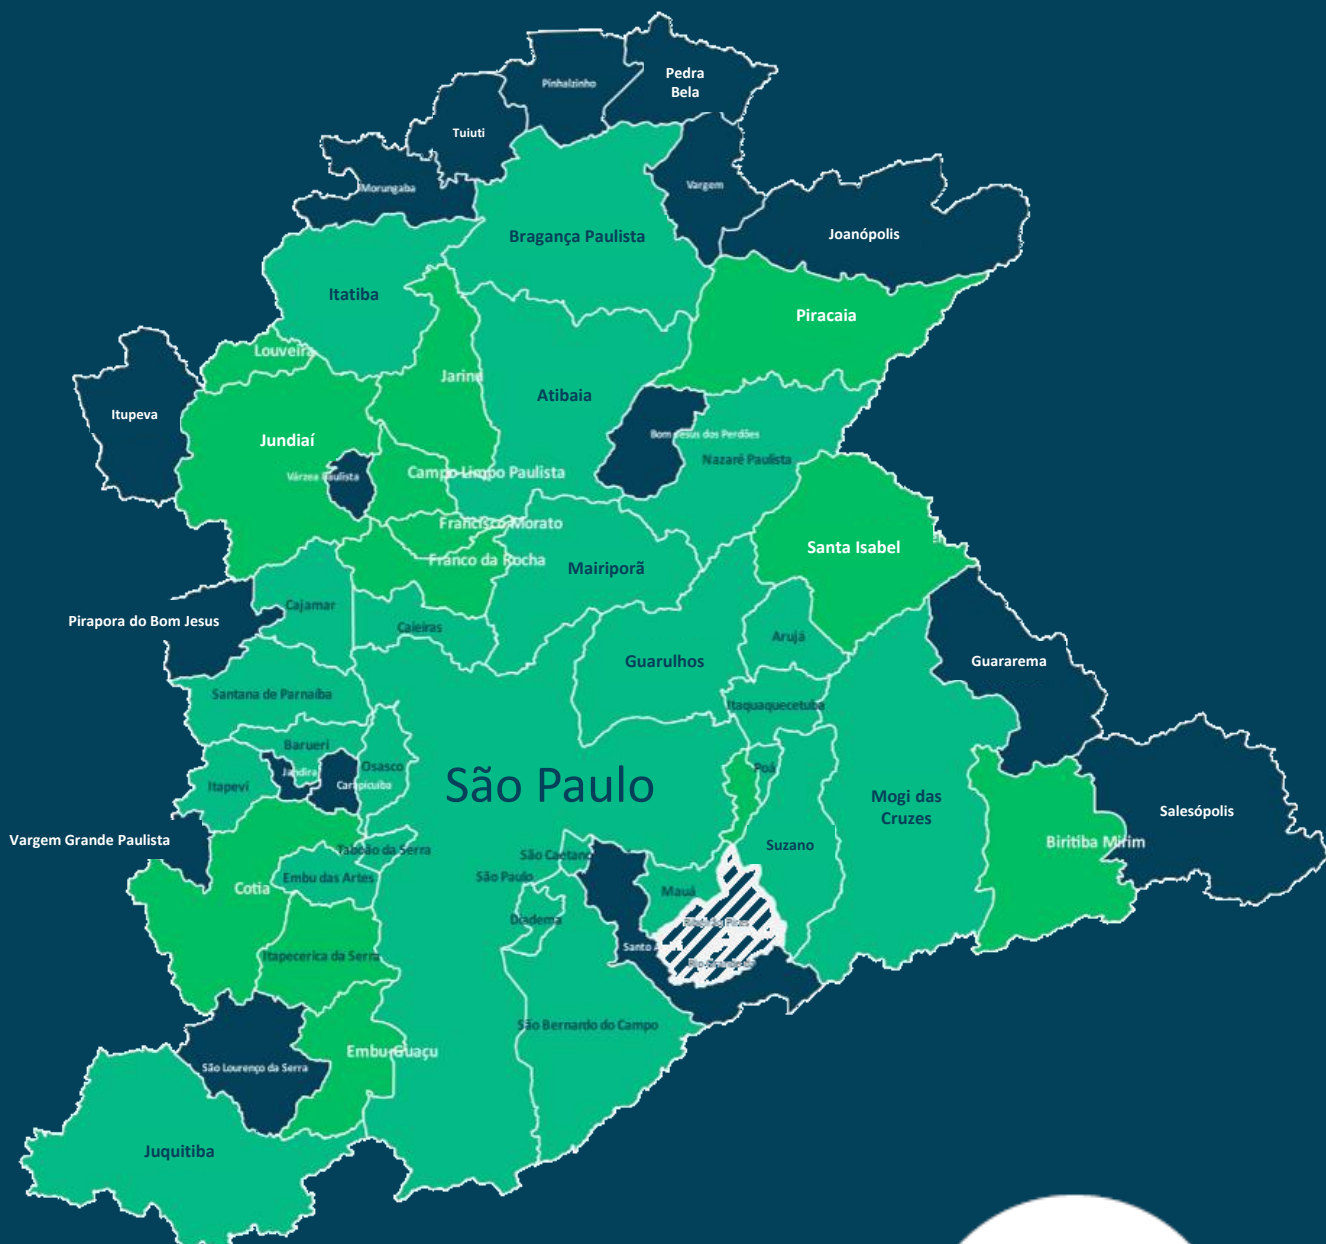 Pinhalzinho
Pedra
Bela
Tuiuti
Morungaba
Vargem
Joanópolis
Bragança Paulista
Itatiba
Piracaia
Louveira
Jarinu
Atibaia
Itupeva
Jundiaí
Bom Jesus dos Perdões
Nazaré Paulista
Várzea Paulista
Campo Limpo Paulista
Francisco Morato
Franco da Rocha
Santa Isabel
Mairiporã
Cajamar
Pirapora do Bom Jesus
Caieiras
Arujá
Guarulhos
Guararema
Santana de Parnaíba
Itaquaquecetuba
Barueri
Osasco
Jandira
Carapicuíba
Itapevi
Poá
São Paulo
Mogi das
Cruzes
Salesópolis
Vargem Grande Paulista
Biritiba Mirim
Taboão da Serra
São Caetano
Suzano
Embu das Artes
São Paulo
Cotia
Mauá
Diadema
Santo André
Itapecerica da Serra
São Bernardo do Campo
Embu-Guaçu
São Lourenço da Serra
Juquitiba